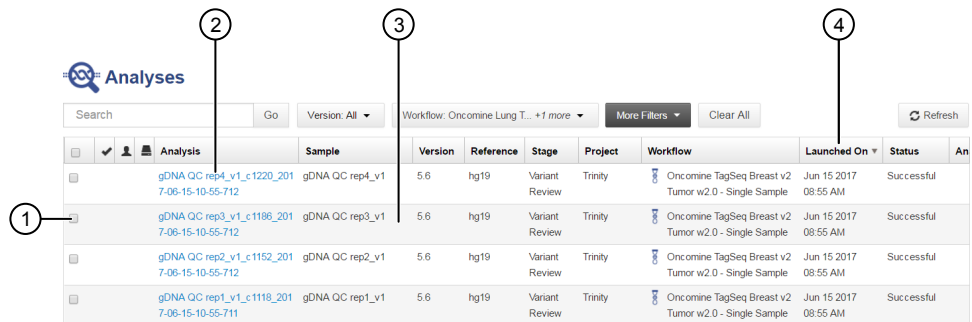 2 3 4
Analyses
Search Go Version: All Workflow: Oncomine Lung T... +1 more More Filters Clear All Refresh
Analysis Sample Version Reference Stage Project Workflow Launched On Status An
gDNA QC rep4_v1_c1220_201 gDNA QC rep4_v1 5.6 hg19 Variant Trinity Oncomine TagSeq Breast v2 Jun 15 2017 Successful
7-06-15-10-55-712 Review Tumor w2.0 - Single Sample 08:55 AM
1 gDNA QC rep3_v1_c1186_201 gDNA QC rep3_v1 5.6 hg19 Variant Trinity Oncomine TagSeq Breast v2 Jun 15 2017 Successful
7-06-15-10-55-712 Review Tumor w2.0 - Single Sample 08:55 AM
gDNA QC rep2_v1_c1152_201 gDNA QC rep2_v1 5.6 hg19 Variant Trinity Oncomine TagSeq Breast v2 Jun 15 2017 Successful
7-06-15-10-55-712 Review Tumor w2.0 - Single Sample 08:55 AM
gDNA QC rep1_v1_c1118_201 gDNA QC rep1_v1 5.6 hg19 Variant Trinity Oncomine TagSeq Breast v2 Jun 15 2017 Successful
7-06-15-10-55-711 Review Tumor w2.0 - Single Sample 08:55 AM